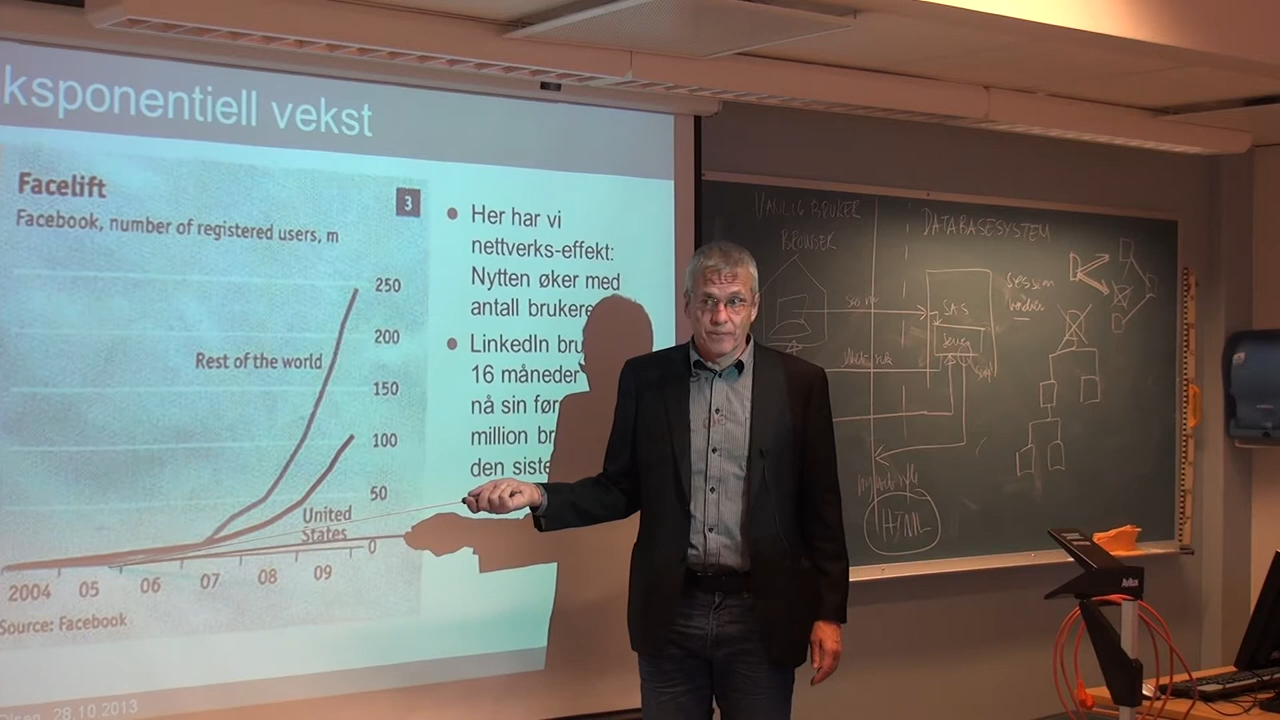 ksponentiell vekst
Facelift
3
Facebook, number of registered users, m
250
200
150
100
50
0
Rest of the world
United
States
2004 05 06 07 08 09
Source: Facebook
• Her har vi
nettverks-effekt:
Nytten øker med
antall brukere
• LinkedIn bru
16 måneder
nå sin før
million br
den siste
Olsen, 28.10 2013
VANLIG BRUKER
BROWSER
DATABASESYSTEM
SAS
session
HTML
Avilux